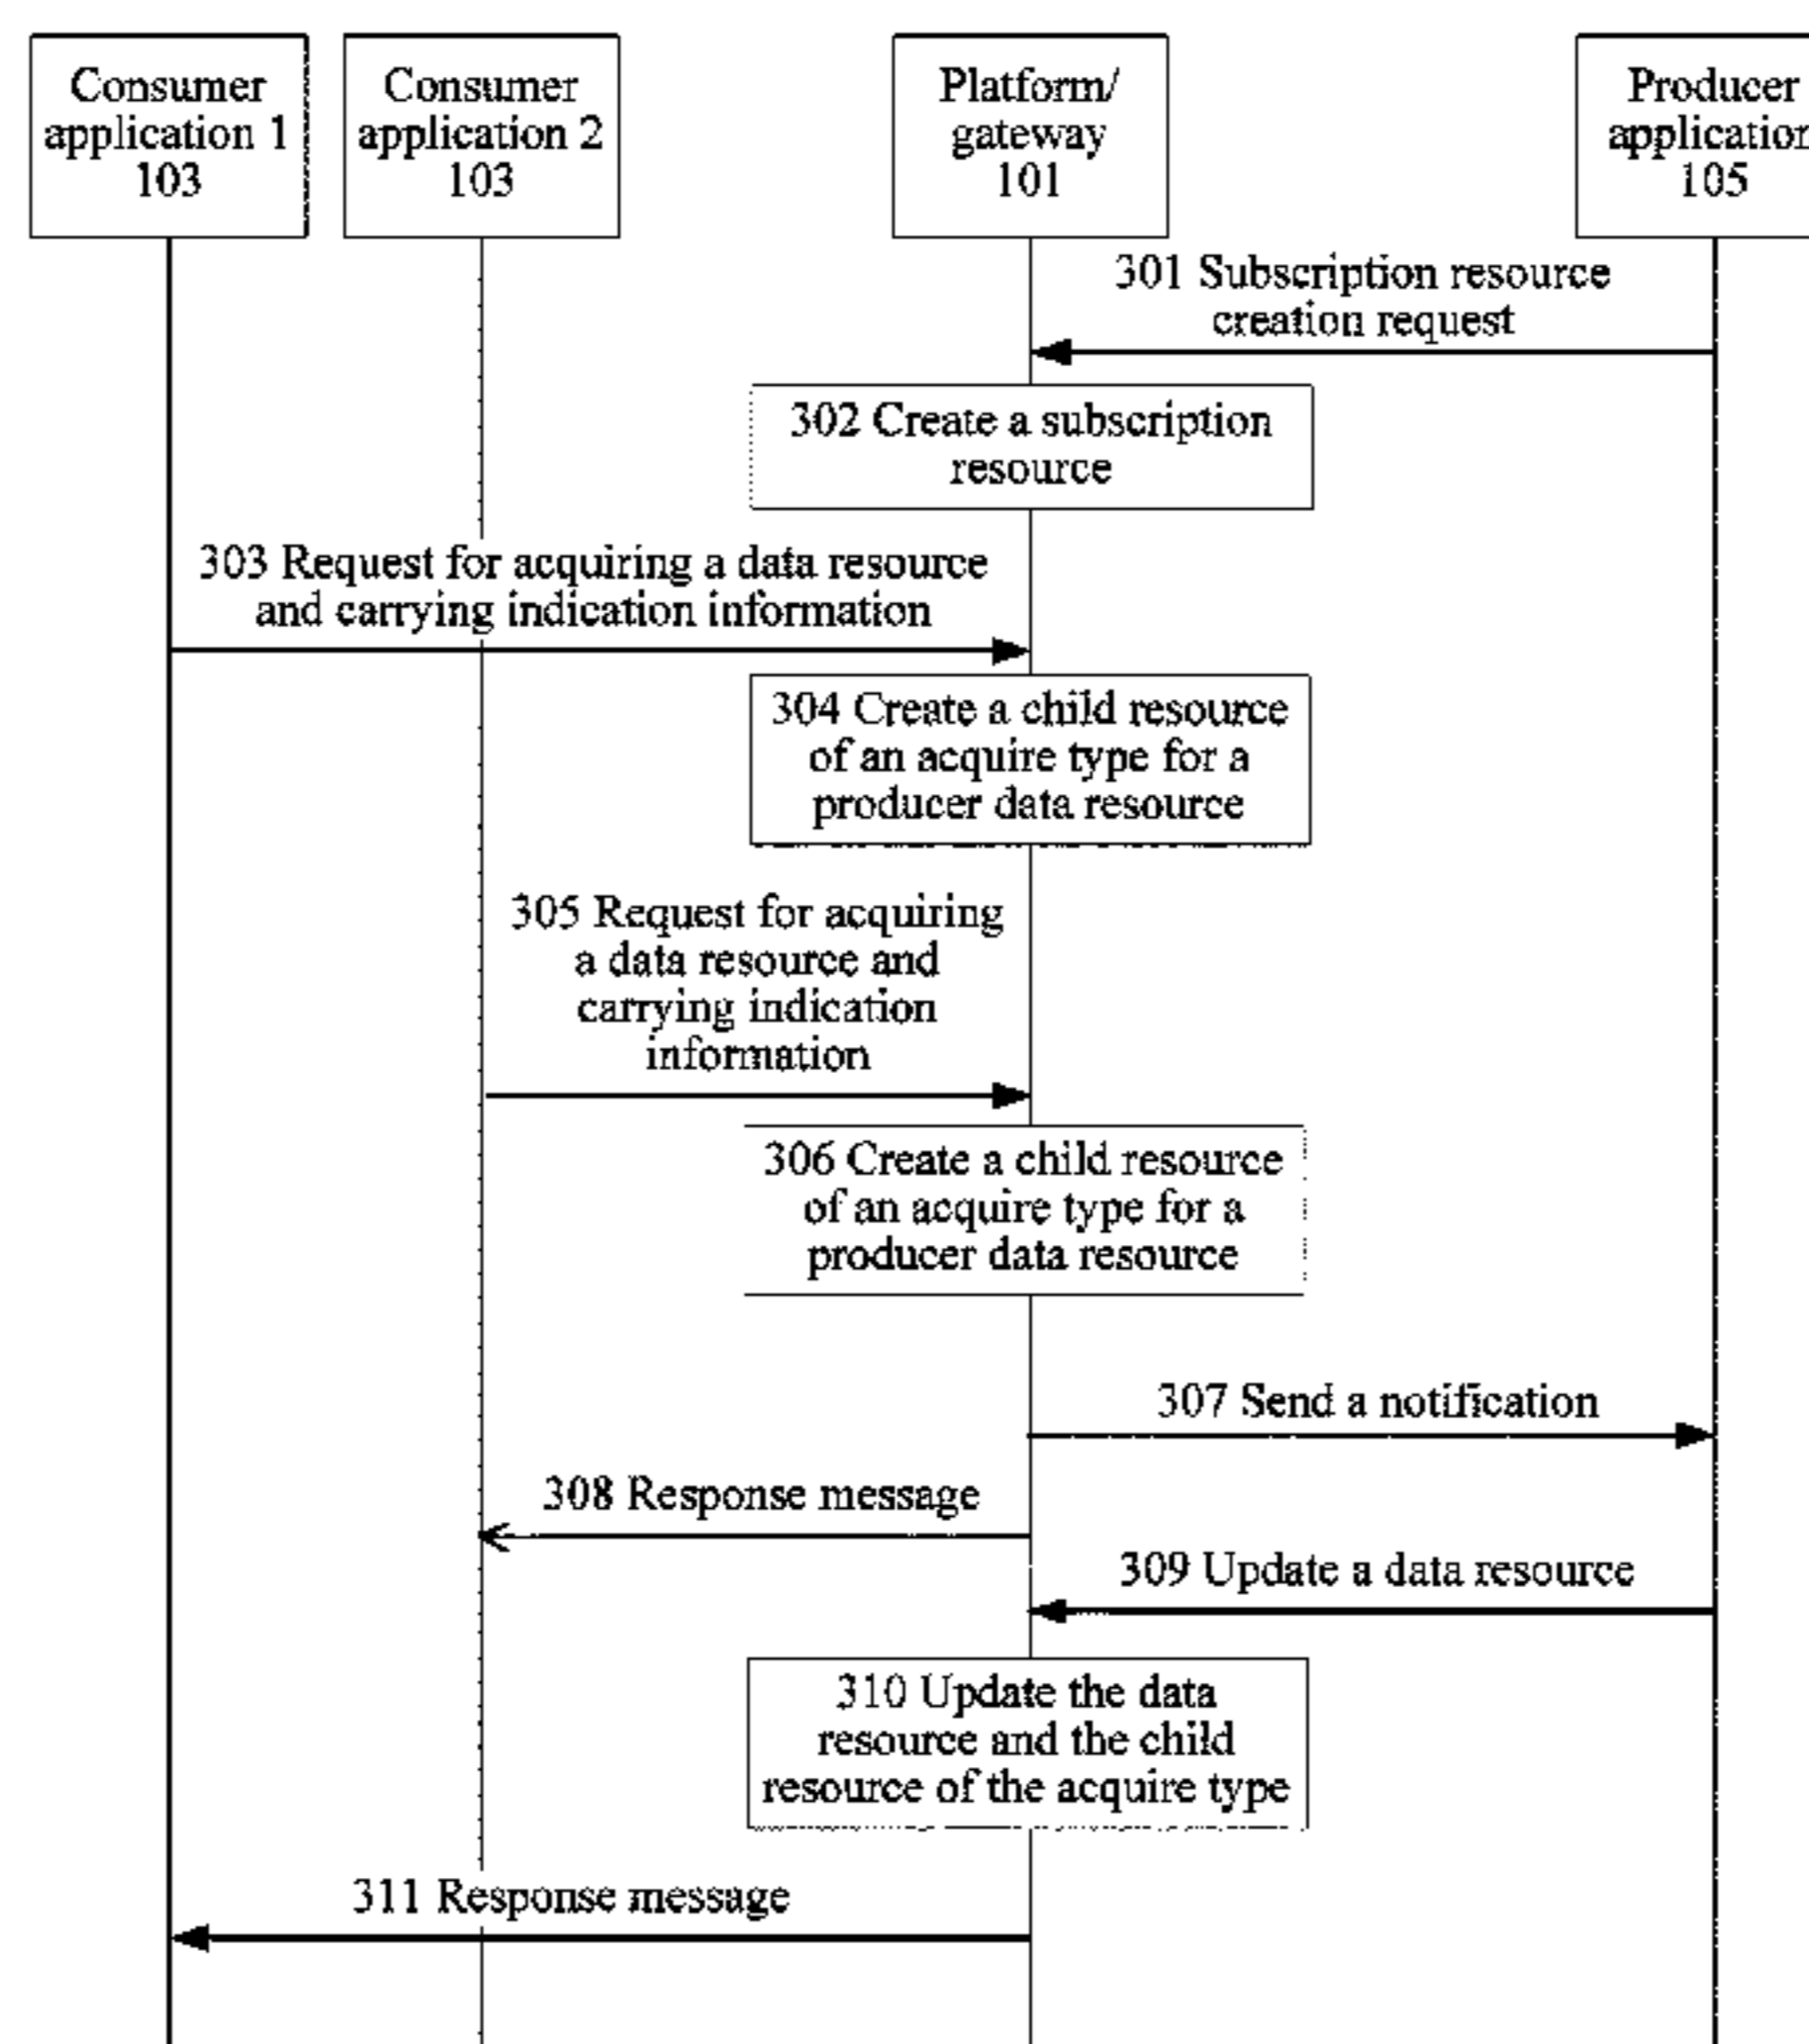 Consumer
application 1
103
Consumer
application 2
103
Platform/
gateway
101
Producer
application
105
301 Subscription resource
creation request
302 Create a subscription
resource
303 Request for acquiring a data resource
and carrying indication information
304 Create a child resource
of an acquire type for a
producer data resource
305 Request for acquiring
a data resource and
carrying indication
information
306 Create a child resource
of an acquire type for a
producer data resource
307 Send a notification
308 Response message
309 Update a data resource
310 Update the data
resource and the child
resource of the acquire type
311 Response message